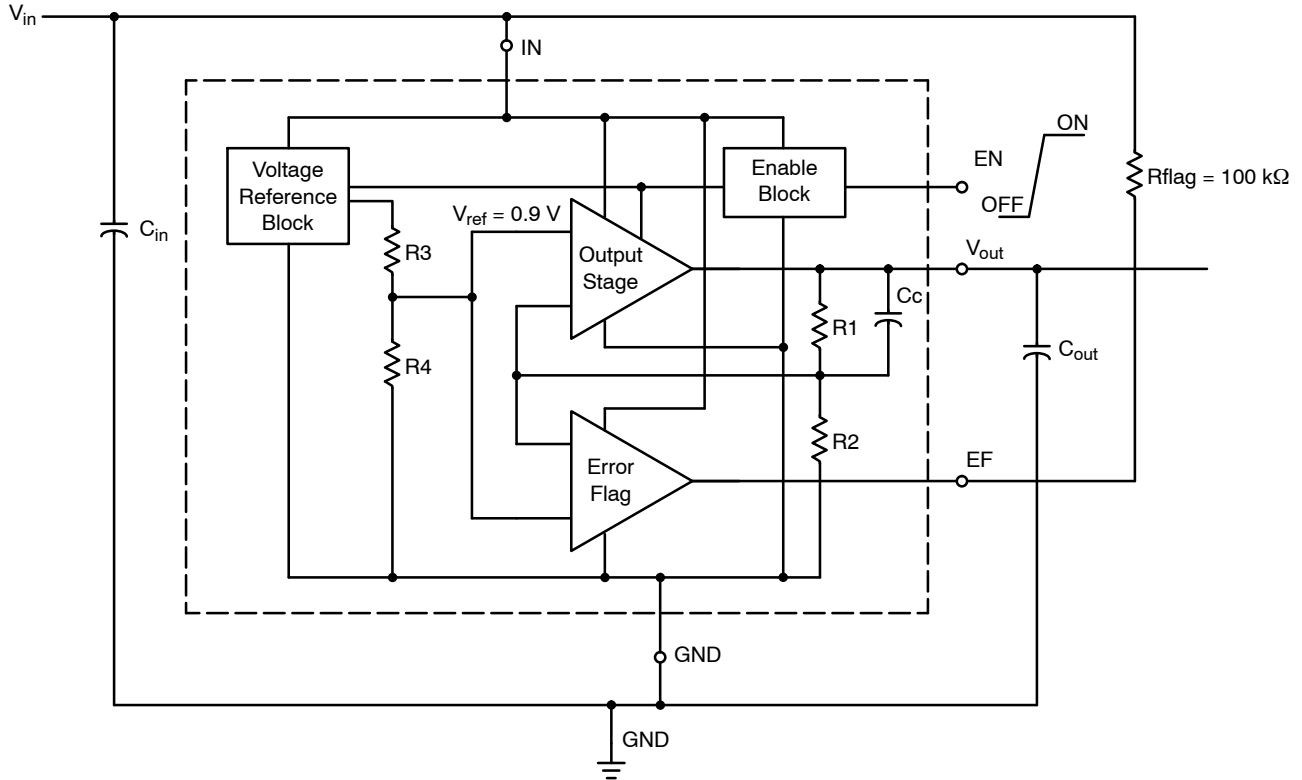 Vin
IN
Voltage
Reference
Block
Vref = 0.9 V
Enable
Block
EN
ON
OFF
Rflag = 100 kΩ
Cin
R3
Output
Stage
Vout
Cc
R1
R4
Cout
R2
Error
Flag
EF
GND
GND